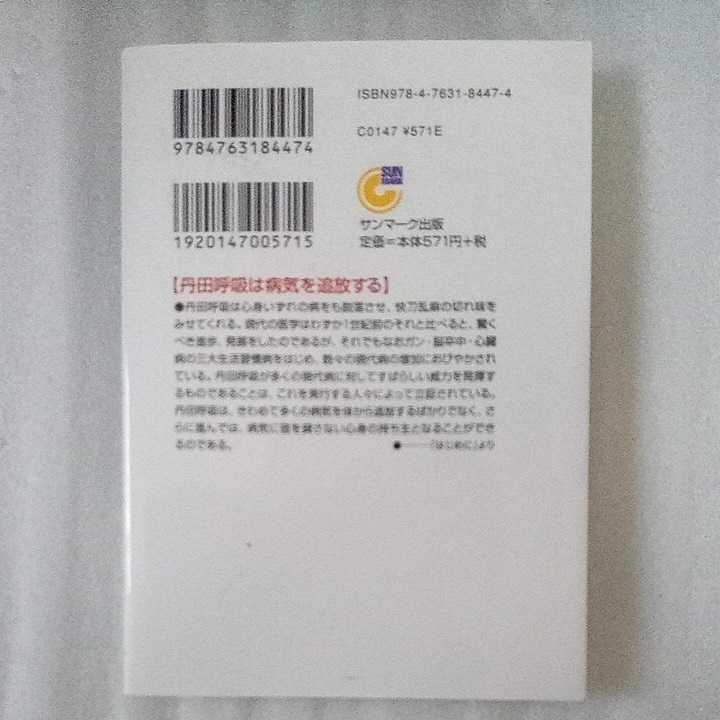 ISBN978-4-7631-8447-4
9784763184474
C0147 ¥571E
SUN MARK
1920147005715
サンマーク出版
定価＝本体571円＋税
【丹田呼吸は病気を追放する】
●丹田呼吸は心身いずれの病をも脱落させ、快刀乱麻の切れ味を
みせてくれる。現代の医学はわずか1世紀前のそれと比べると、驚く
べき進歩、発展をしたのであるが、それでもなおガン・脳卒中・心臓
病の三大生活習慣病をはじめ、数々の現代病の増加におびやかされ
ている。丹田呼吸が多くの現代病に対してすばらしい威力を発揮す
るものであることは、これを実行する人々によって立証されている。
丹田呼吸は、きわめて多くの病気を体から追放するばかりでなく、さ
らに進んでは、病気に宿を貸さない心身の持ち主となることができ
るのである。 ●――「はじめに」より